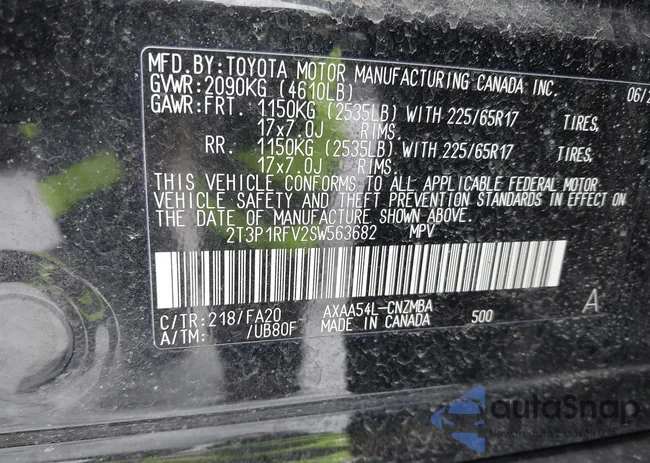 MFD. BY: TOYOTA MOTOR MANUFACTURING CANADA INC.
GVWR: 2090KG (4610LB) 06/2
GAWR: FRT. 1150KG (2535LB) WITH 225/65R17 TIRES,
17x7.0J RIMS.
RR. 1150KG (2535LB) WITH 225/65R17 TIRES,
17x7.0J RIMS.
THIS VEHICLE CONFORMS TO ALL APPLICABLE FEDERAL MOTOR
VEHICLE SAFETY AND THEFT PREVENTION STANDARDS IN EFFECT ON
THE DATE OF MANUFACTURE SHOWN ABOVE.
2T3P1RFV2SW563682 MPV
C/TR: 218/FA20 AXAA54L-CNZMBA 500 A
A/TM: /UB80F MADE IN CANADA
autoSnap